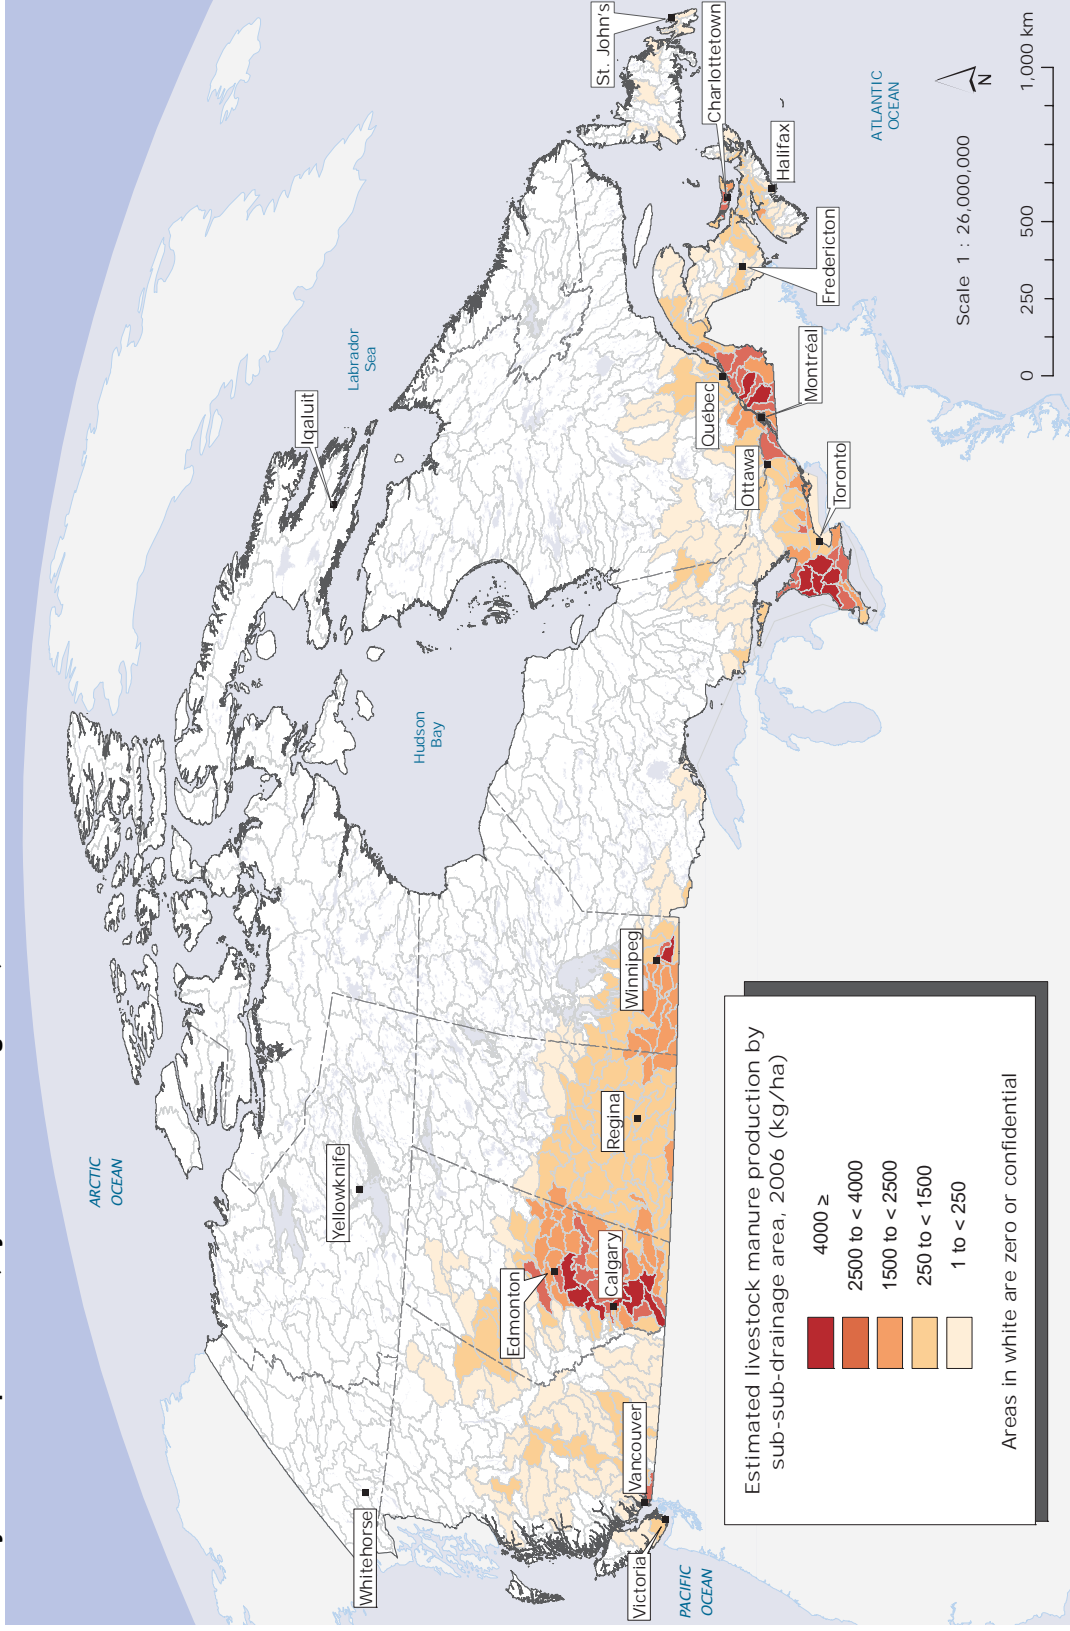 ARCTIC
OCEAN
Labrador
Sea
Iqaluit
St. John's
Charlottetown
Halifax
ATLANTIC
OCEAN
N
Scale 1 : 26,000,000
0 250 500 1,000 km
Fredericton
Québec
Montréal
Ottawa
Toronto
Hudson
Bay
Whitehorse
Yellowknife
Edmonton
Calgary
Regina
Winnipeg
Vancouver
Victoria
PACIFIC
OCEAN
Estimated livestock manure production by
sub-sub-drainage area, 2006 (kg/ha)
4000 ≥
2500 to < 4000
1500 to < 2500
250 to < 1500
1 to < 250
Areas in white are zero or confidential